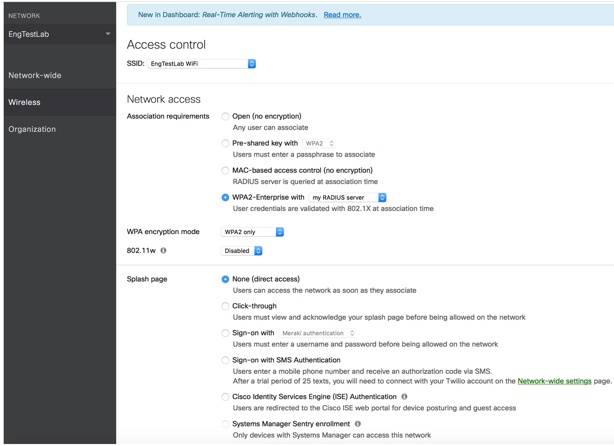 NETWORK
New in Dashboard: Real-Time Alerting with Webhooks. Read more.
EngTestLab
Network-wide
Wireless
Organization
Access control
SSID: EngTestLab WiFi
Network access
Association requirements
Open (no encryption)
Any user can associate
Pre-shared key with WPA2
Users must enter a passphrase to associate
MAC-based access control (no encryption)
RADIUS server is queried at association time
WPA2-Enterprise with my RADIUS server
User credentials are validated with 802.1X at association time
WPA encryption mode WPA2 only
802.11w Disabled
Splash page
None (direct access)
Users can access the network as soon as they associate
Click-through
Users must view and acknowledge your splash page before being allowed on the network
Sign-on with Meraki authentication
Users must enter a username and password before being allowed on the network
Sign-on with SMS Authentication
Users enter a mobile phone number and receive an authorization code via SMS.
After a trial period of 25 texts, you will need to connect with your Twilio account on the Network-wide settings page.
Cisco Identity Services Engine (ISE) Authentication
Users are redirected to the Cisco ISE web portal for device posturing and guest access
Systems Manager Sentry enrollment
Only devices with Systems Manager can access this network